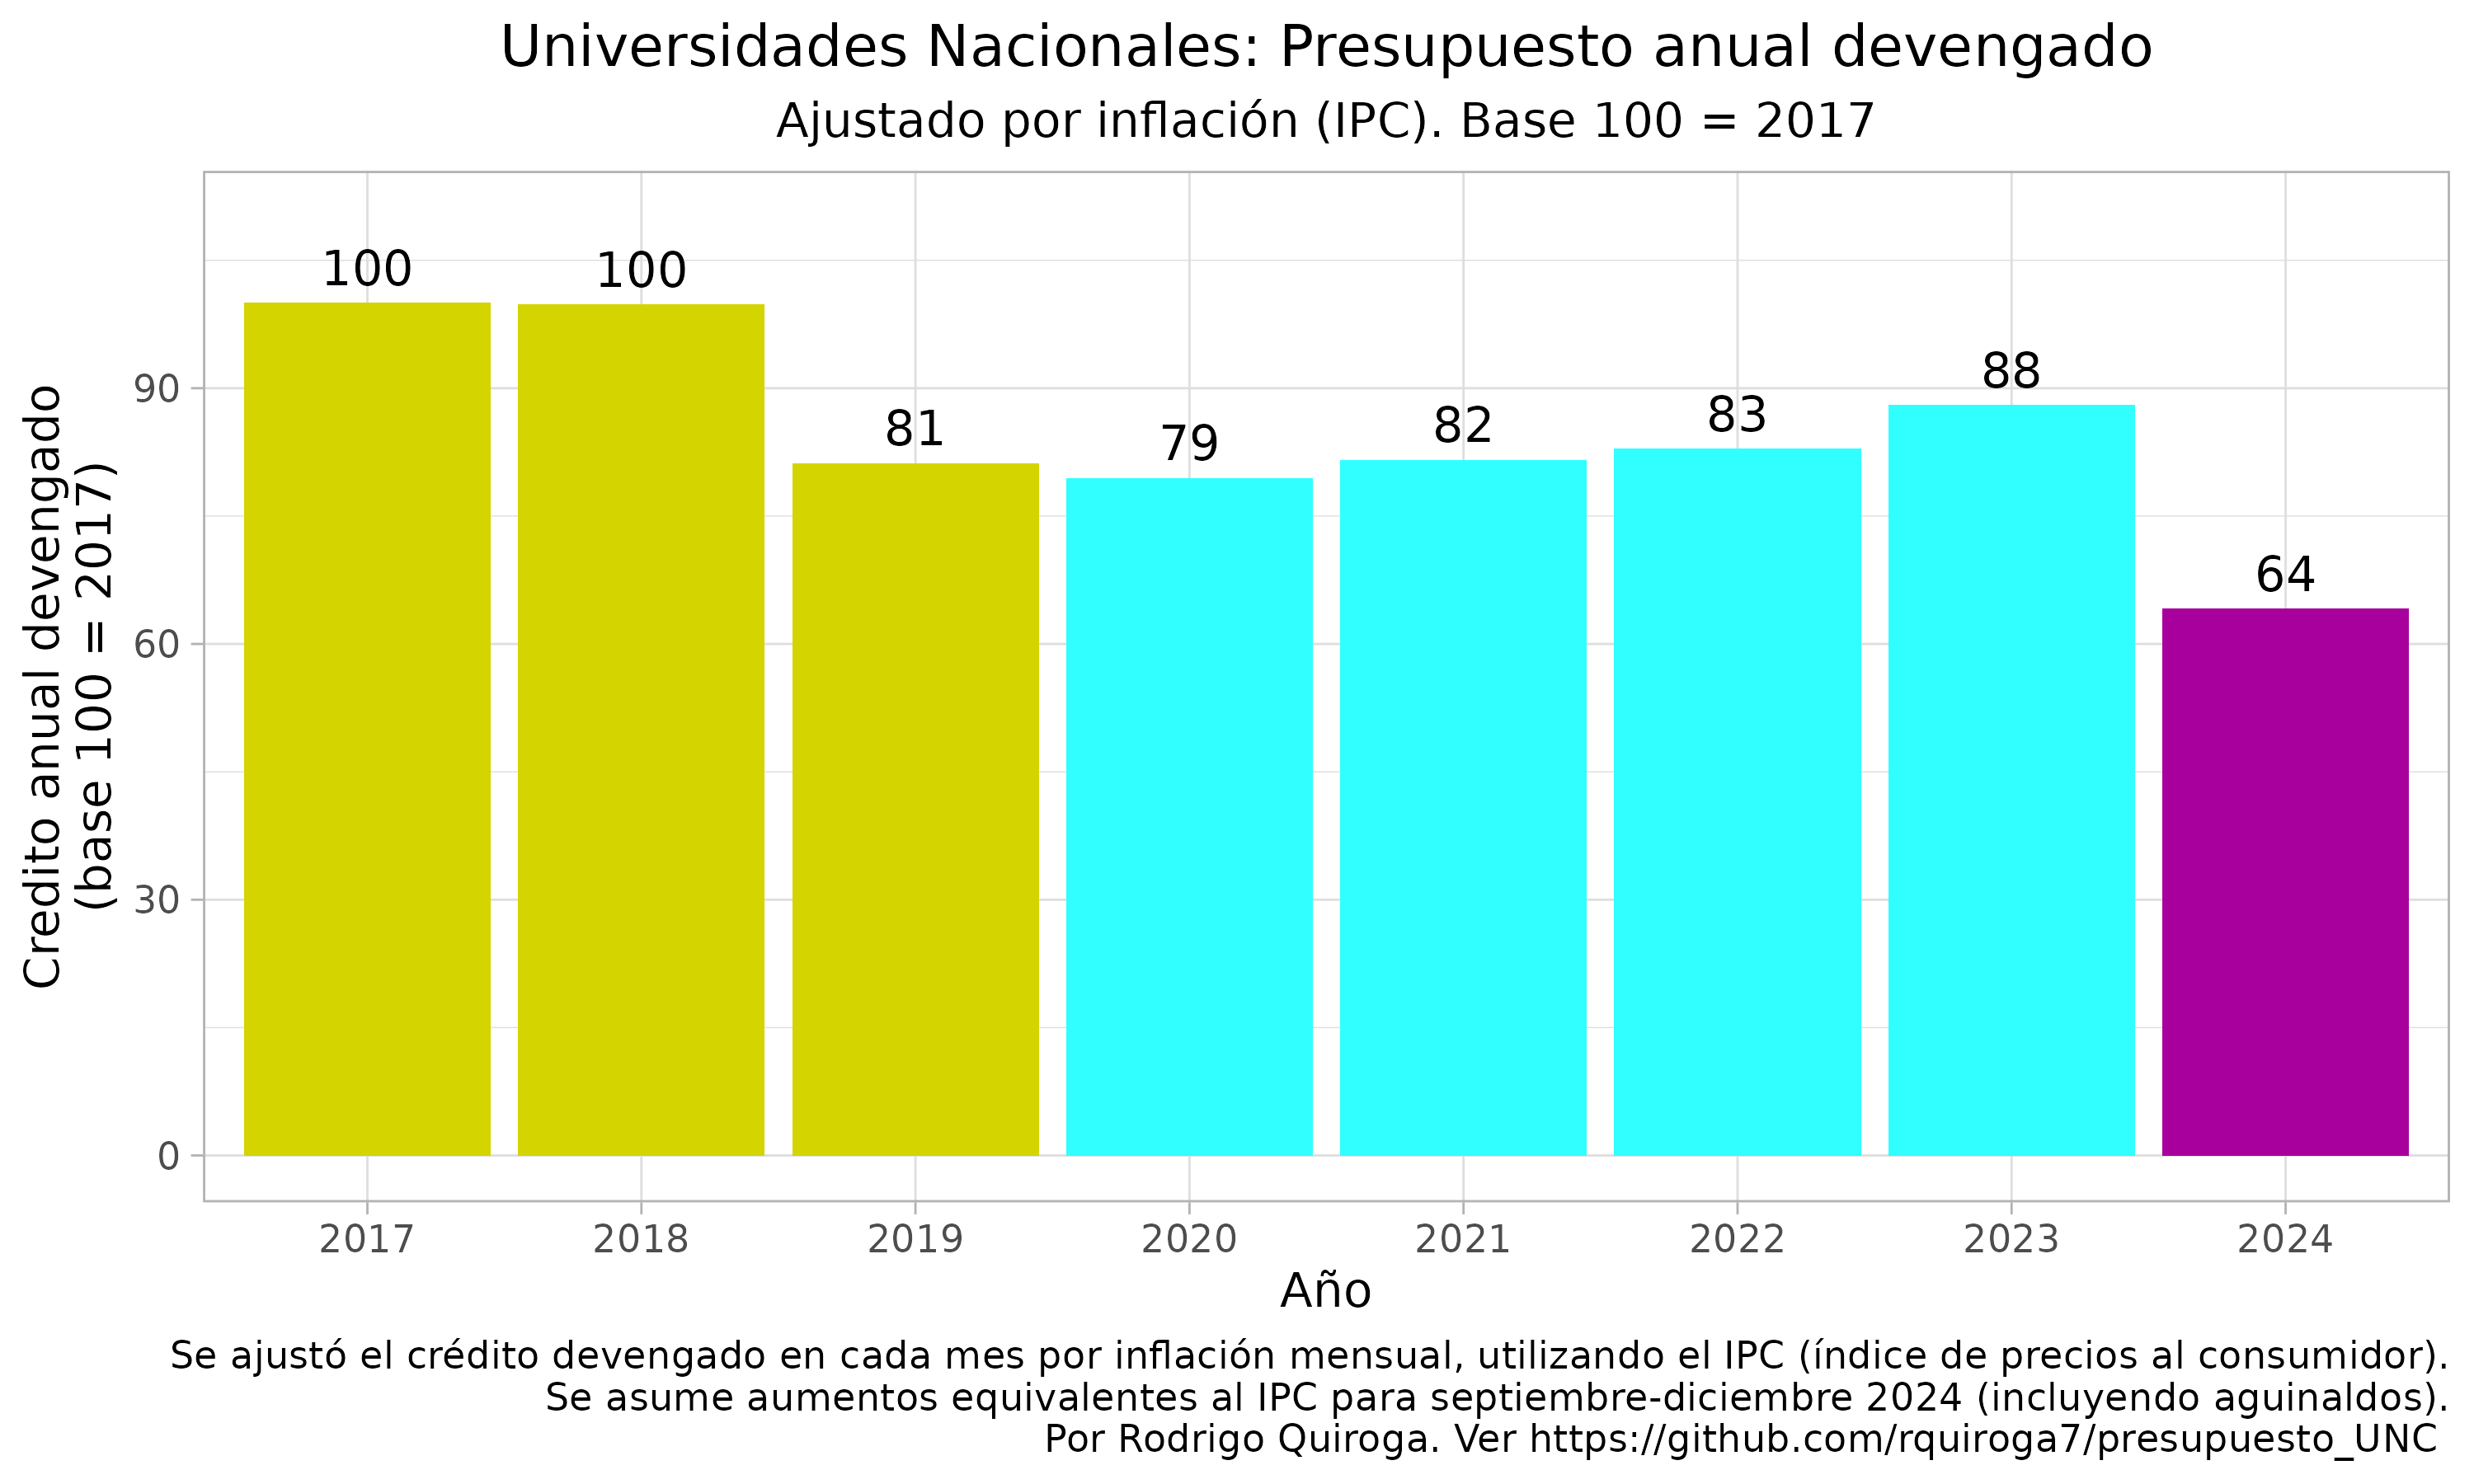 Universidades Nacionales: Presupuesto anual devengado
Ajustado por inflación (IPC). Base 100 = 2017
Credito anual devengado
(base 100 = 2017)
90
60
30
0
100
100
81
79
82
83
88
64
2017
2018
2019
2020
2021
2022
2023
2024
Año
Se ajustó el crédito devengado en cada mes por inflación mensual, utilizando el IPC (índice de precios al consumidor).
Se asume aumentos equivalentes al IPC para septiembre-diciembre 2024 (incluyendo aguinaldos).
Por Rodrigo Quiroga. Ver https://github.com/rquiroga7/presupuesto_UNC